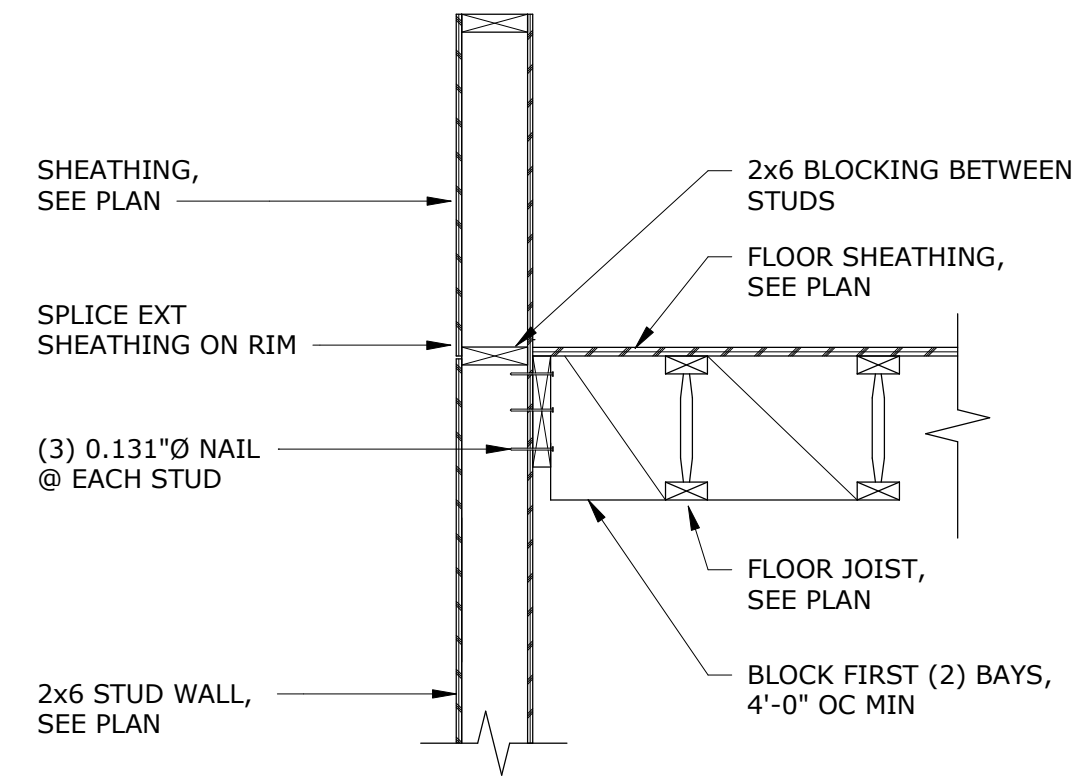 SHEATHING,
SEE PLAN
SPLICE EXT
SHEATHING ON RIM
(3) 0.131"Ø NAIL
@ EACH STUD
2x6 STUD WALL,
SEE PLAN
2x6 BLOCKING BETWEEN
STUDS
FLOOR SHEATHING,
SEE PLAN
FLOOR JOIST,
SEE PLAN
BLOCK FIRST (2) BAYS,
4'-0" OC MIN